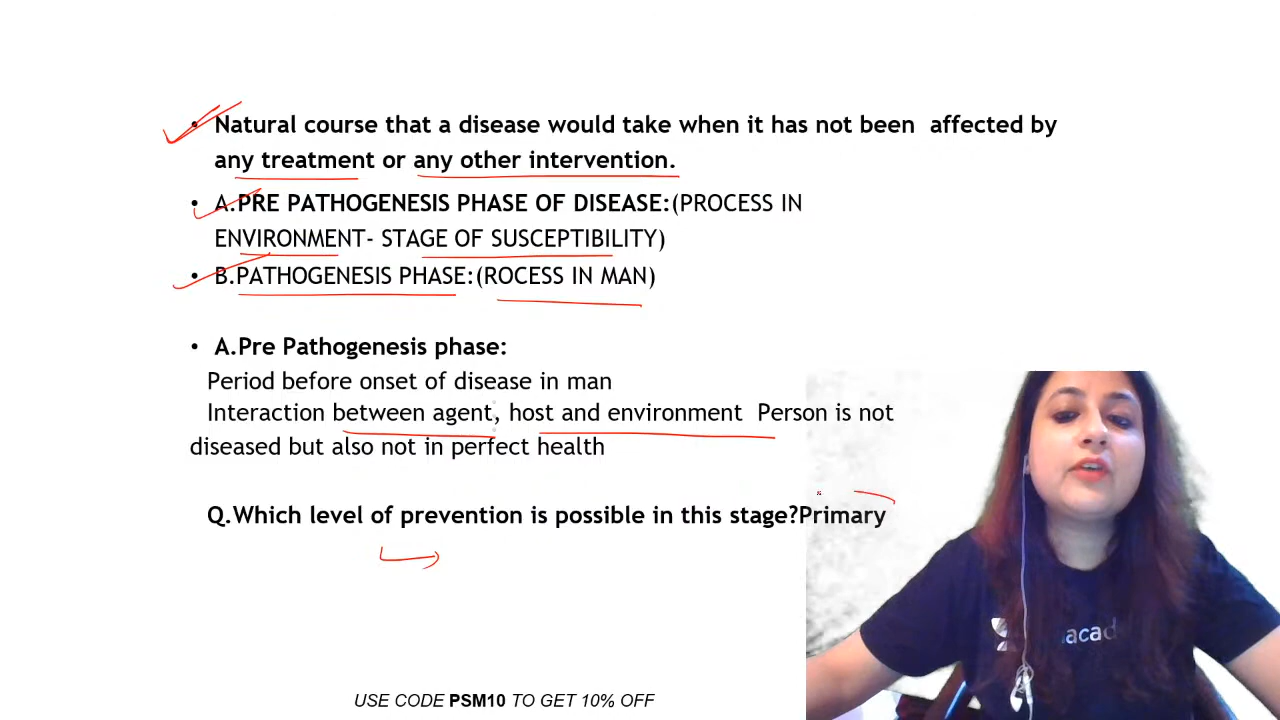 • Natural course that a disease would take when it has not been affected by
any treatment or any other intervention.
• A.PRE PATHOGENESIS PHASE OF DISEASE:(PROCESS IN
ENVIRONMENT- STAGE OF SUSCEPTIBILITY)
• B.PATHOGENESIS PHASE:(ROCESS IN MAN)
• A.Pre Pathogenesis phase:
Period before onset of disease in man
Interaction between agent, host and environment Person is not
diseased but also not in perfect health
Q.Which level of prevention is possible in this stage?Primary
acad
USE CODE PSM10 TO GET 10% OFF